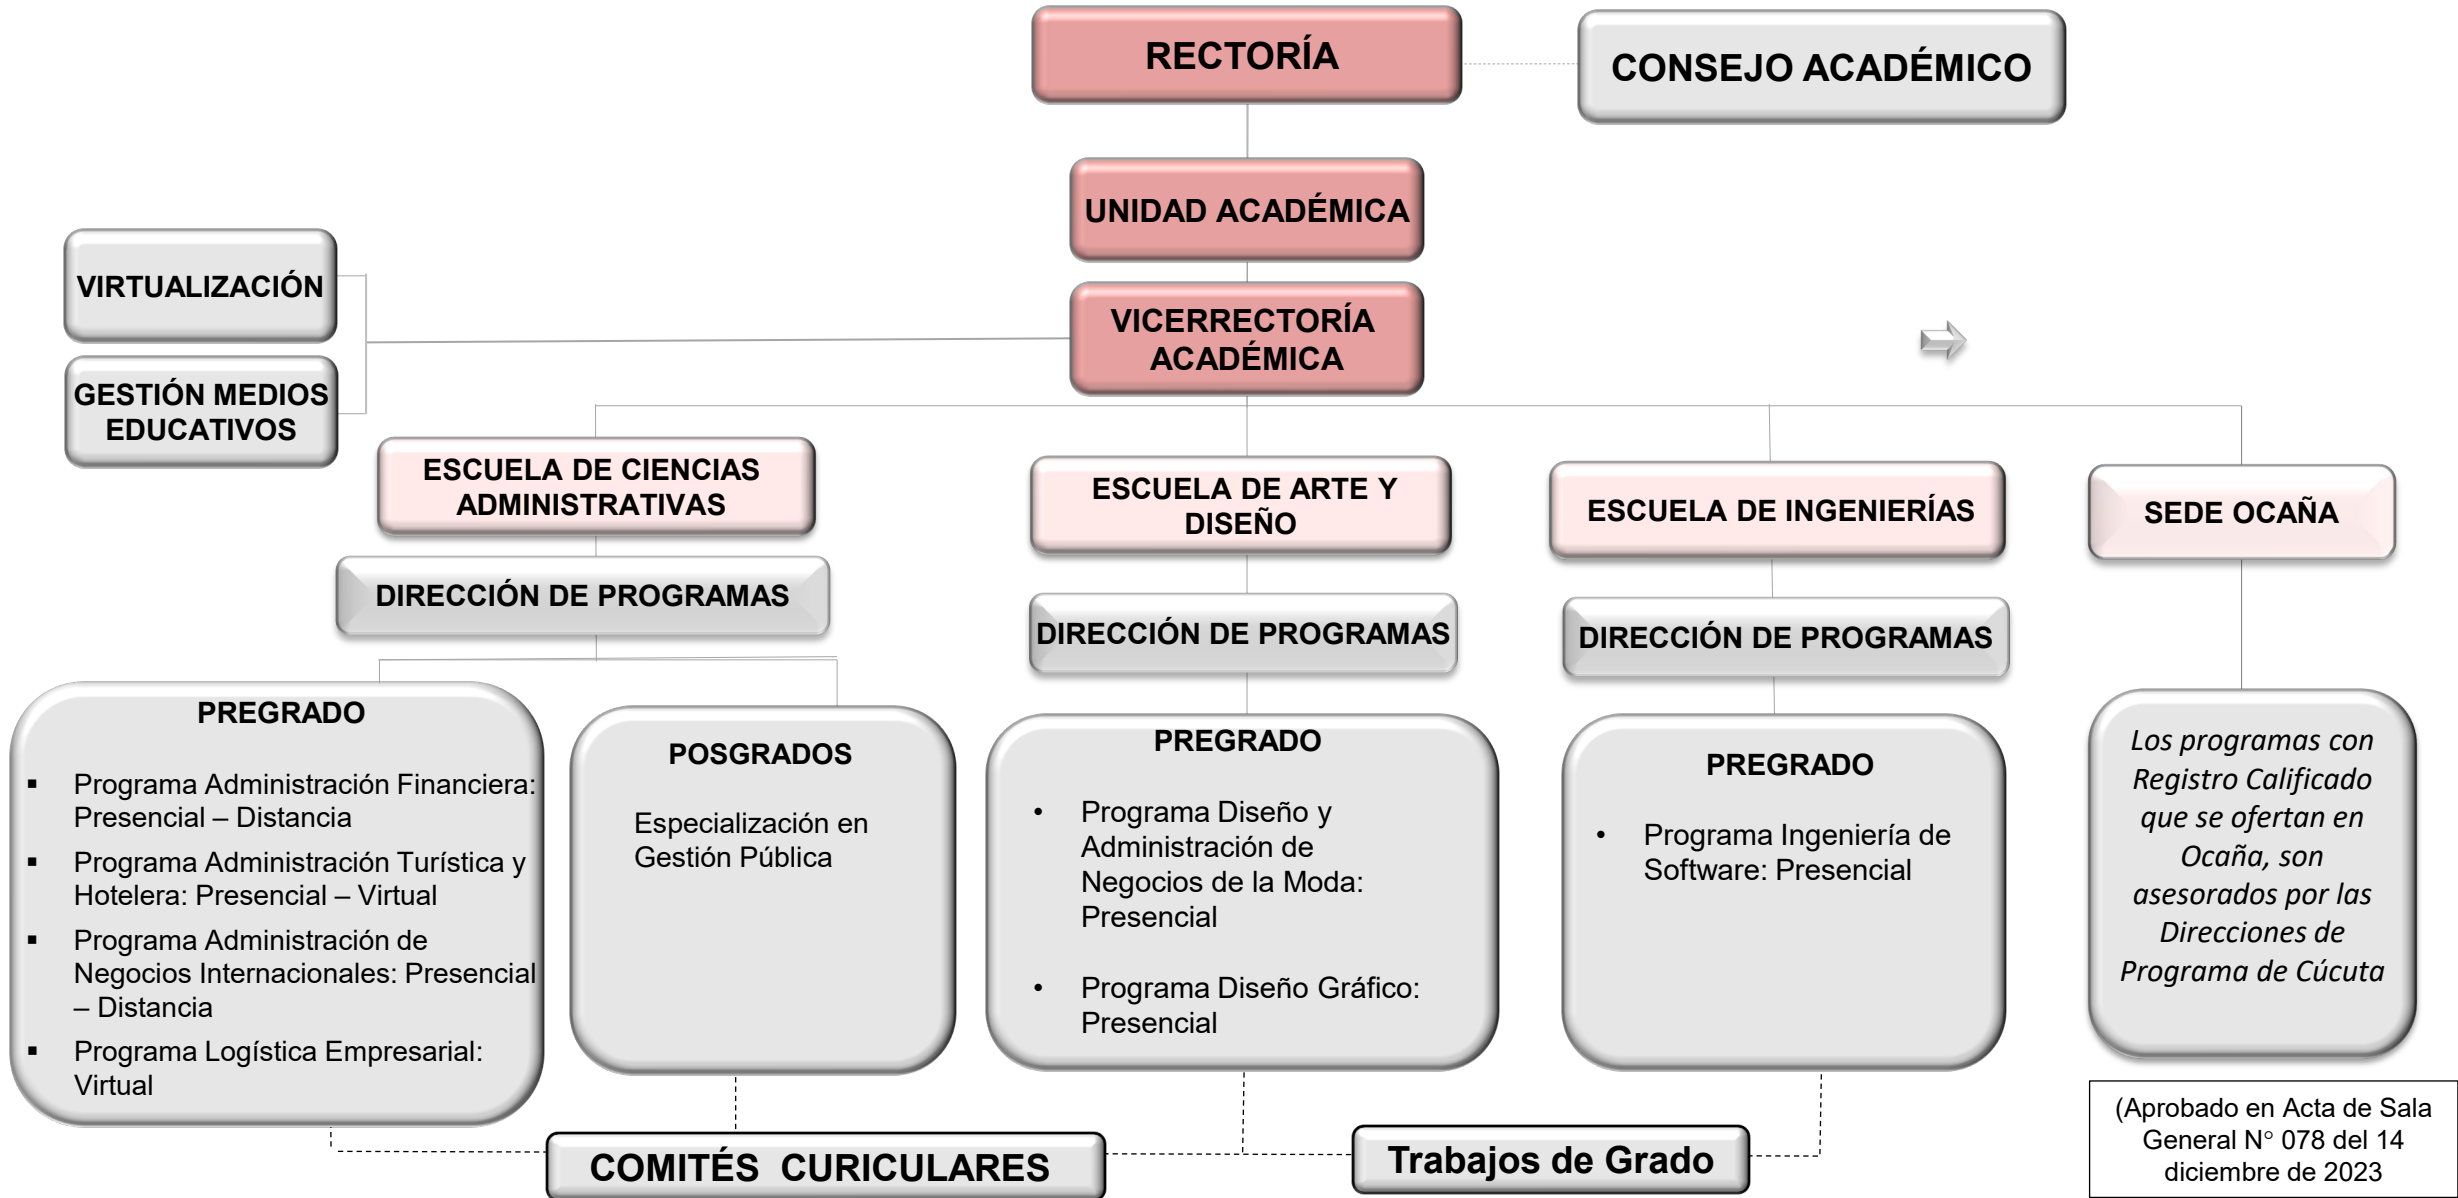 RECTORÍA
CONSEJO ACADÉMICO
UNIDAD ACADÉMICA
VIRTUALIZACIÓN
VICERRECTORÍA
ACADÉMICA
GESTIÓN MEDIOS
EDUCATIVOS
ESCUELA DE CIENCIAS
ADMINISTRATIVAS
ESCUELA DE ARTE Y
DISEÑO
ESCUELA DE INGENIERÍAS
SEDE OCAÑA
DIRECCIÓN DE PROGRAMAS
DIRECCIÓN DE PROGRAMAS
DIRECCIÓN DE PROGRAMAS
PREGRADO
▪ Programa Administración Financiera:
Presencial – Distancia
▪ Programa Administración Turística y
Hotelera: Presencial – Virtual
▪ Programa Administración de
Negocios Internacionales: Presencial
– Distancia
▪ Programa Logística Empresarial:
Virtual
POSGRADOS
Especialización en
Gestión Pública
PREGRADO
• Programa Diseño y
Administración de
Negocios de la Moda:
Presencial
• Programa Diseño Gráfico:
Presencial
PREGRADO
• Programa Ingeniería de
Software: Presencial
Los programas con
Registro Calificado
que se ofertan en
Ocaña, son
asesorados por las
Direcciones de
Programa de Cúcuta
COMITÉS CURICULARES
Trabajos de Grado
(Aprobado en Acta de Sala
General N° 078 del 14
diciembre de 2023